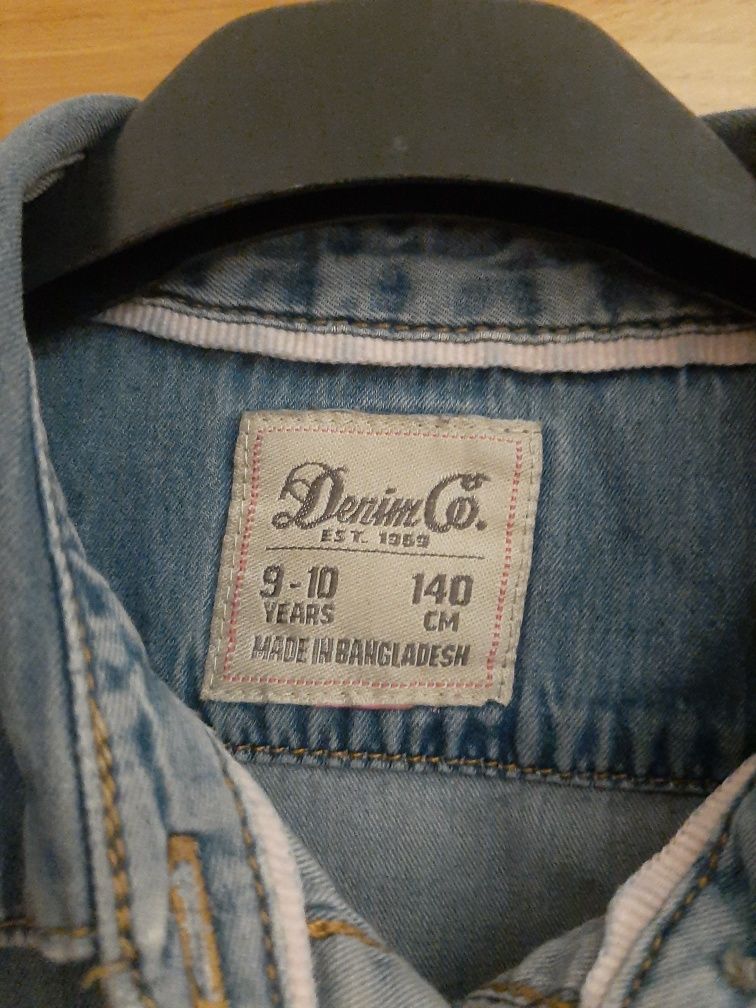 Denim Co.
EST. 1969
9-10 140
YEARS CM
MADE IN BANGLADESH